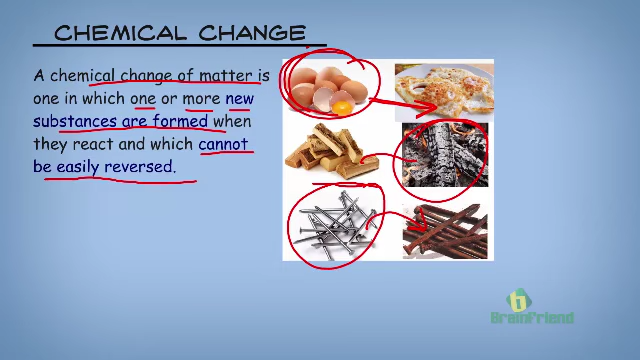 CHEMICAL CHANGE
A chemical change of matter is
one in which one or more new
substances are formed when
they react and which cannot
be easily reversed.
b
BrainFriend